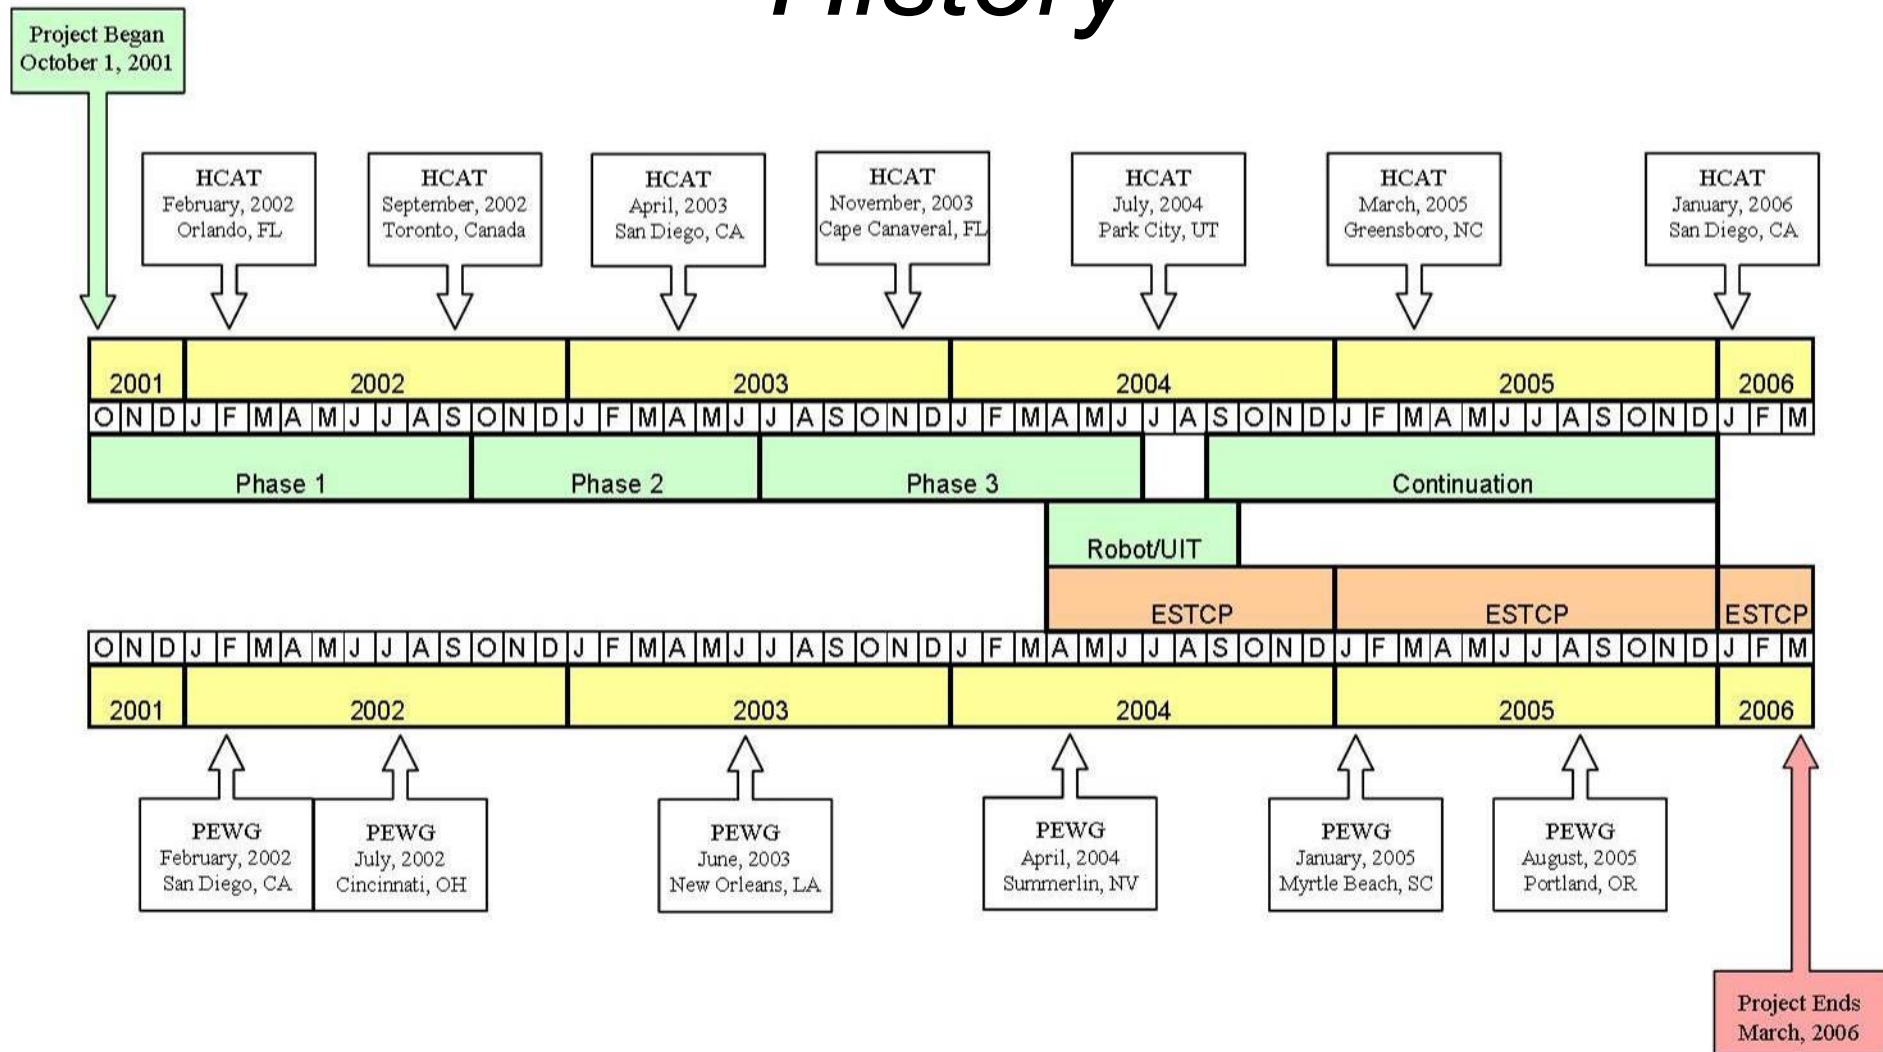 History
Project Began
October 1, 2001
HCAT
February, 2002
Orlando, FL
HCAT
September, 2002
Toronto, Canada
HCAT
April, 2003
San Diego, CA
HCAT
November, 2003
Cape Canaveral, FL
HCAT
July, 2004
Park City, UT
HCAT
March, 2005
Greensboro, NC
HCAT
January, 2006
San Diego, CA
2001 2002 2003 2004 2005 2006
O N D J F M A M J J A S O N D J F M A M J J A S O N D J F M A M J J A S O N D J F M A M J J A S O N D J F M
Phase 1 Phase 2 Phase 3 Continuation
Robot/UIT
ESTCP ESTCP ESTCP
O N D J F M A M J J A S O N D J F M A M J J A S O N D J F M A M J J A S O N D J F M A M J J A S O N D J F M
2001 2002 2003 2004 2005 2006
PEWG
February, 2002
San Diego, CA
PEWG
July, 2002
Cincinnati, OH
PEWG
June, 2003
New Orleans, LA
PEWG
April, 2004
Summerlin, NV
PEWG
January, 2005
Myrtle Beach, SC
PEWG
August, 2005
Portland, OR
Project Ends
March, 2006